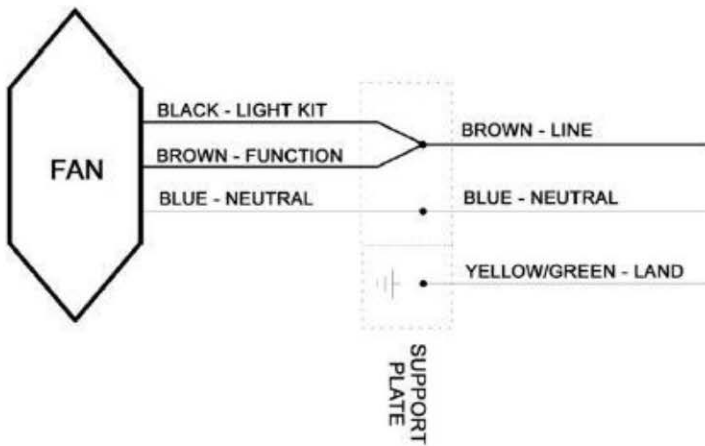 BLACK - LIGHT KIT
BROWN - LINE
BROWN - FUNCTION
FAN
BLUE - NEUTRAL
BLUE - NEUTRAL
YELLOW/GREEN - LAND
SUPPORT
PLATE